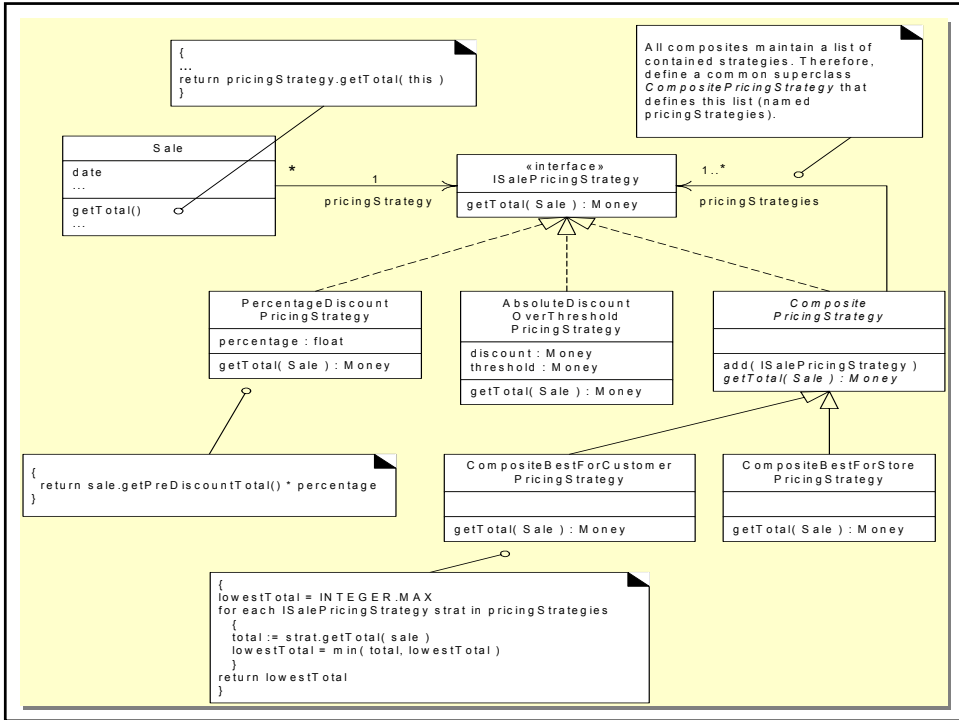 {
...
return pricingStrategy.getTotal( this )
}
All composites maintain a list of
contained strategies. Therefore,
define a common superclass
CompositePricingStrategy that
defines this list (named
pricingStrategies).
Sale
date
...
getTotal()
...
*
1
pricingStrategy
«interface»
ISalePricingStrategy
getTotal( Sale ) : Money
1..*
pricingStrategies
PercentageDiscount
PricingStrategy
percentage : float
getTotal( Sale ) : Money
AbsoluteDiscount
OverThreshold
PricingStrategy
discount : Money
threshold : Money
getTotal( Sale ) : Money
Composite
PricingStrategy
add( ISalePricingStrategy )
getTotal( Sale ) : Money
{
return sale.getPreDiscountTotal() * percentage
}
CompositeBestForCustomer
PricingStrategy
getTotal( Sale ) : Money
CompositeBestForStore
PricingStrategy
getTotal( Sale ) : Money
{
lowestTotal = INTEGER.MAX
for each ISalePricingStrategy strat in pricingStrategies
{
total := strat.getTotal( sale )
lowestTotal = min( total, lowestTotal )
}
return lowestTotal
}